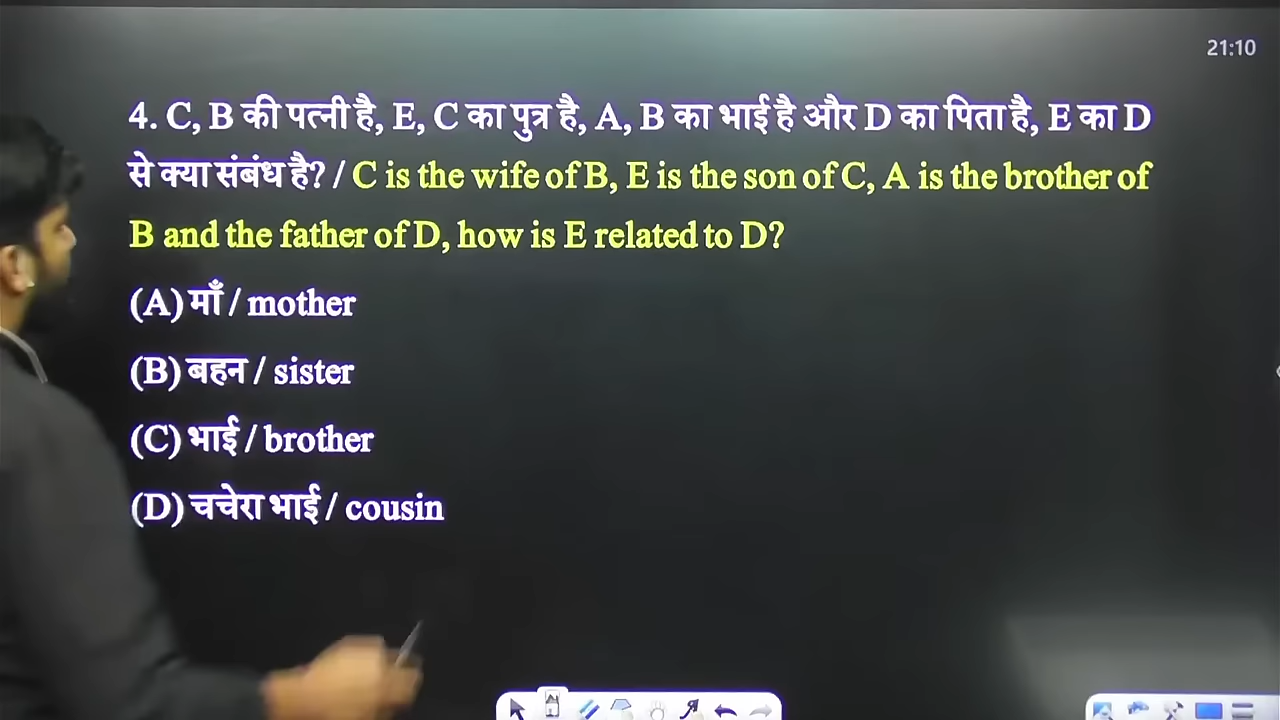 21:10
4. C, B की पत्नी है, E, C का पुत्र है, A, B का भाई है और D का पिता है, E का D
से क्या संबंध है? / C is the wife of B, E is the son of C, A is the brother of
B and the father of D, how is E related to D?
(A) माँ / mother
(B) बहन / sister
(C) भाई / brother
(D) चचेरा भाई / cousin